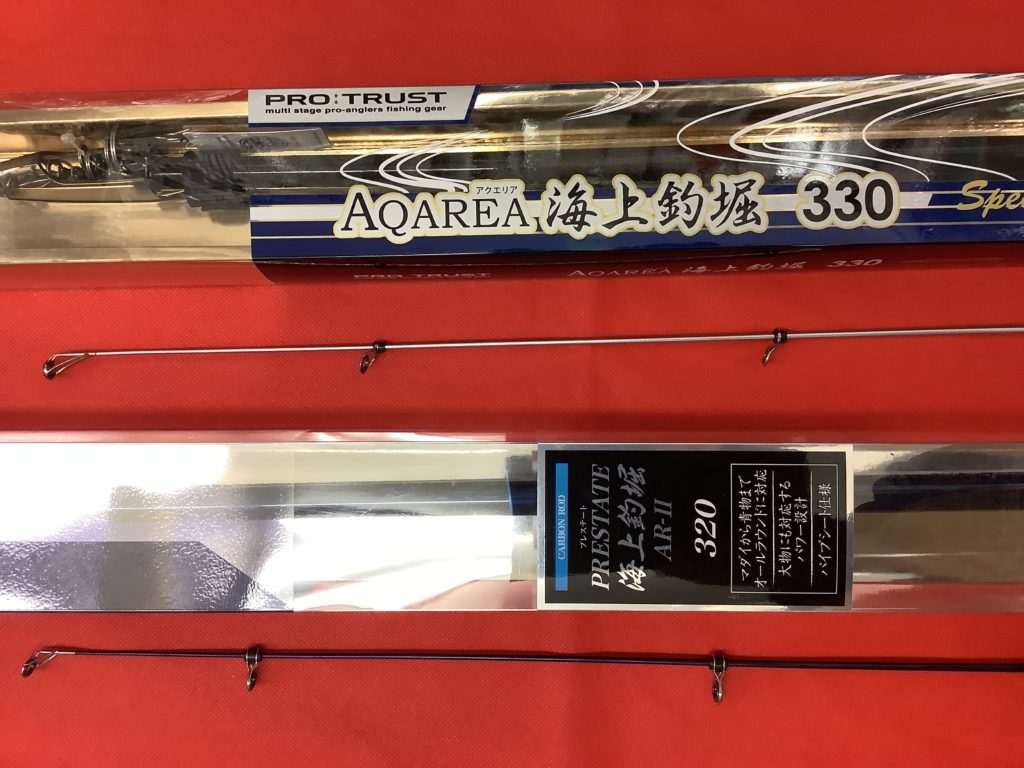 PRO:TRUST
multi stage pro-anglers fishing gear
アクエリア
AQAREA 海上釣堀 330
PRO:TRUST AQAREA 海上釣堀 330
CARBON ROD
プレステート
PRESTATE
海上釣堀
AR-II
320
マダイから青物まで
オールラウンドに対応
大物にも対応する
パワー設計
パイプシート仕様